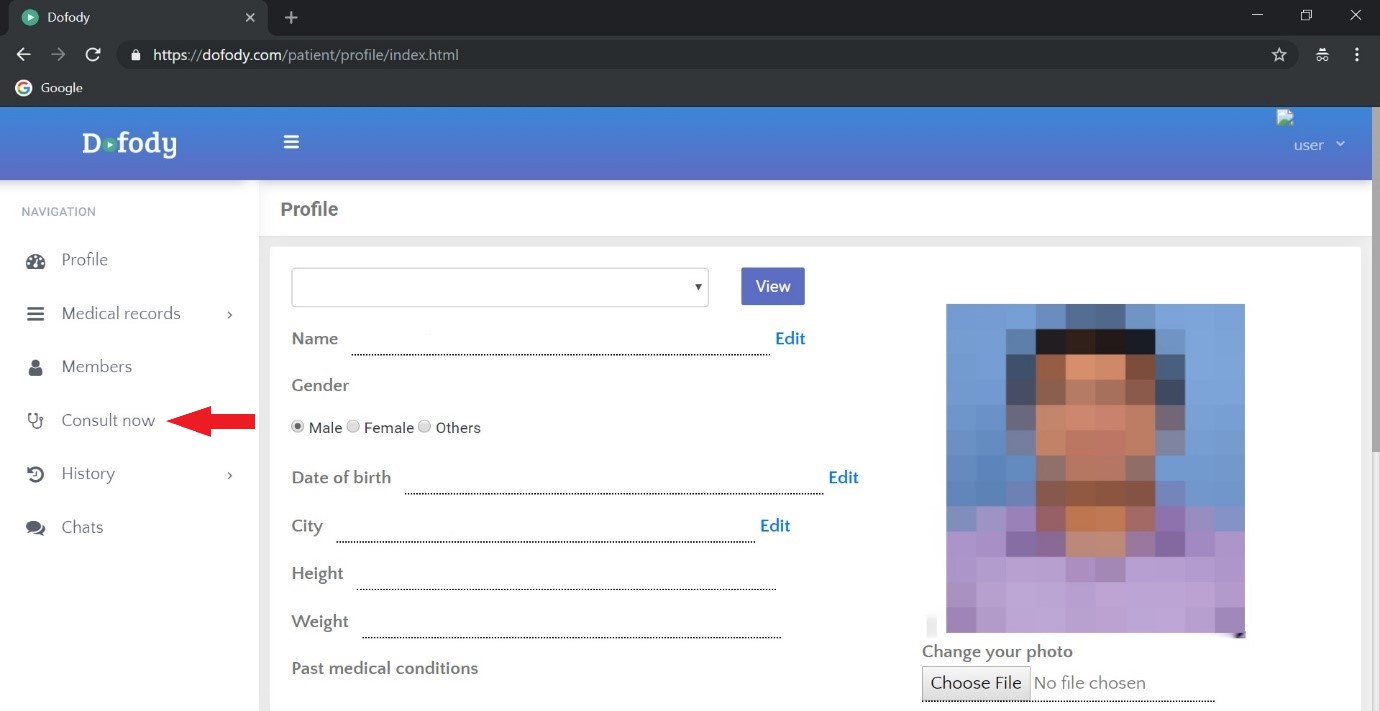 Dofody
https://dofody.com/patient/profile/index.html
Google
Dofody
user
NAVIGATION
Profile
Medical records
Members
Consult now
History
Chats
Profile
View
Name Edit
Gender
Male Female Others
Date of birth Edit
City Edit
Height
Weight
Past medical conditions
Change your photo
Choose File No file chosen